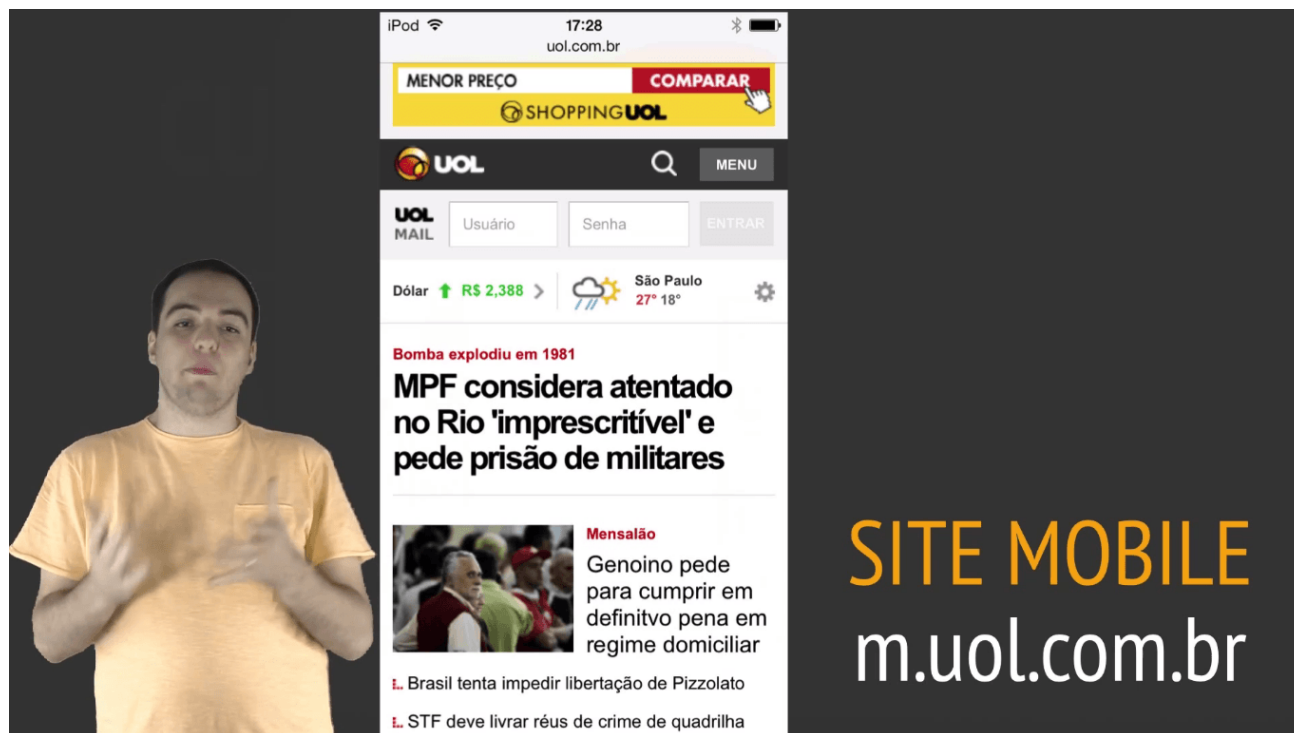 iPod 17:28
uol.com.br
MENOR PREÇO COMPARAR
SHOPPINGUOL
UOL MENU
UOL MAIL Usuário Senha ENTRAR
Dólar R$ 2,388 São Paulo
27° 18°
Bomba explodiu em 1981
MPF considera atentado
no Rio 'imprescritível' e
pede prisão de militares
Mensalão
Genoino pede
para cumprir em
definitvo pena em
regime domiciliar
Brasil tenta impedir libertação de Pizzolato
STF deve livrar réus de crime de quadrilha
SITE MOBILE
m.uol.com.br